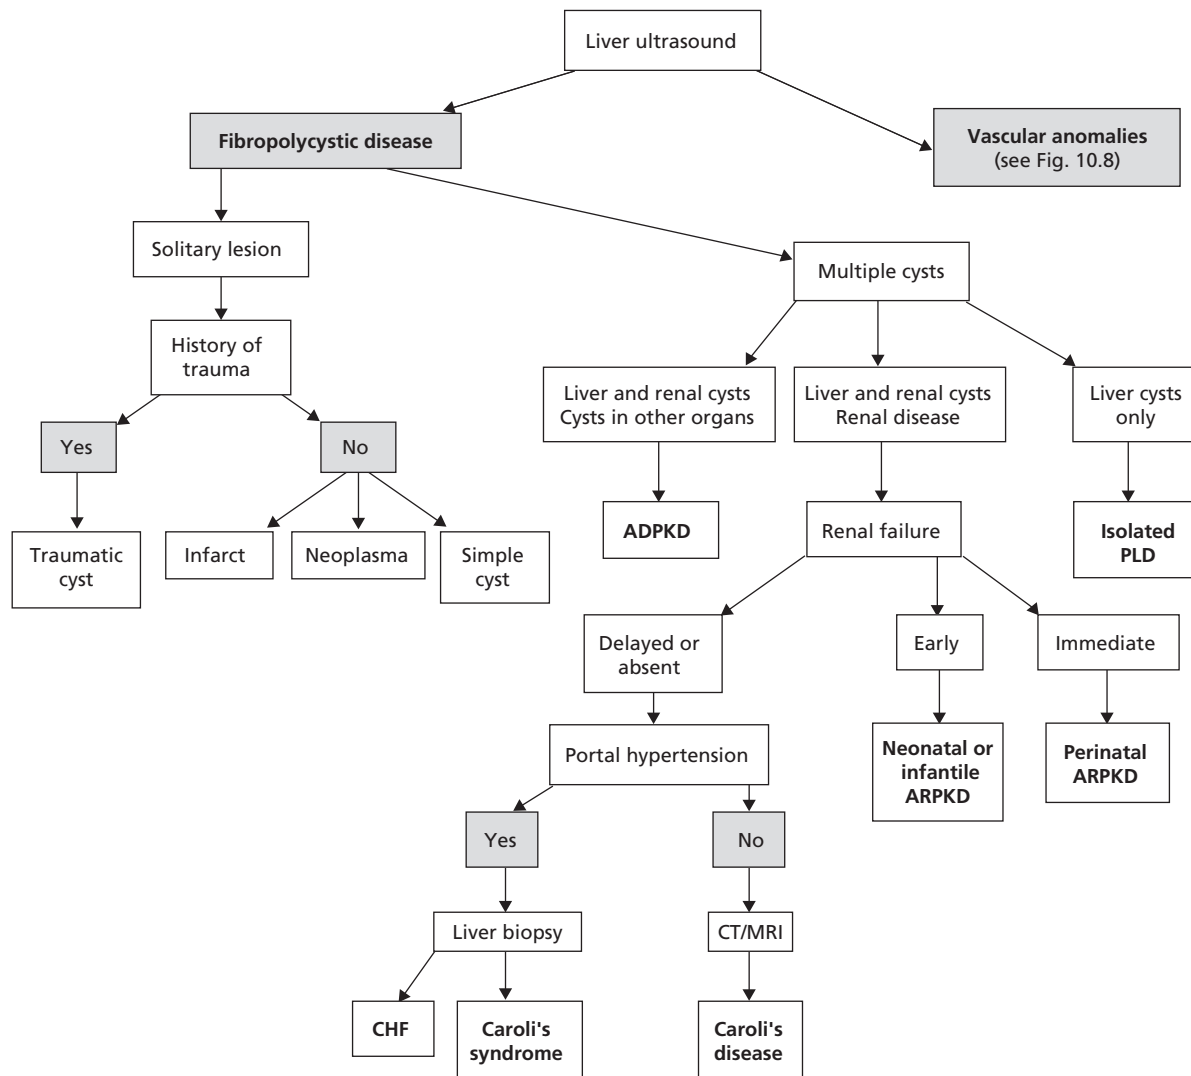 Liver ultrasound
Fibropolycystic disease
Vascular anomalies
(see Fig. 10.8)
Solitary lesion
Multiple cysts
History of
trauma
Liver and renal cysts
Cysts in other organs
Liver and renal cysts
Renal disease
Liver cysts
only
Yes
No
ADPKD
Renal failure
Isolated
PLD
Traumatic
cyst
Infarct
Neoplasma
Simple
cyst
Delayed or
absent
Early
Immediate
Portal hypertension
Neonatal or
infantile
ARPKD
Perinatal
ARPKD
Yes
No
Liver biopsy
CT/MRI
CHF
Caroli's
syndrome
Caroli's
disease